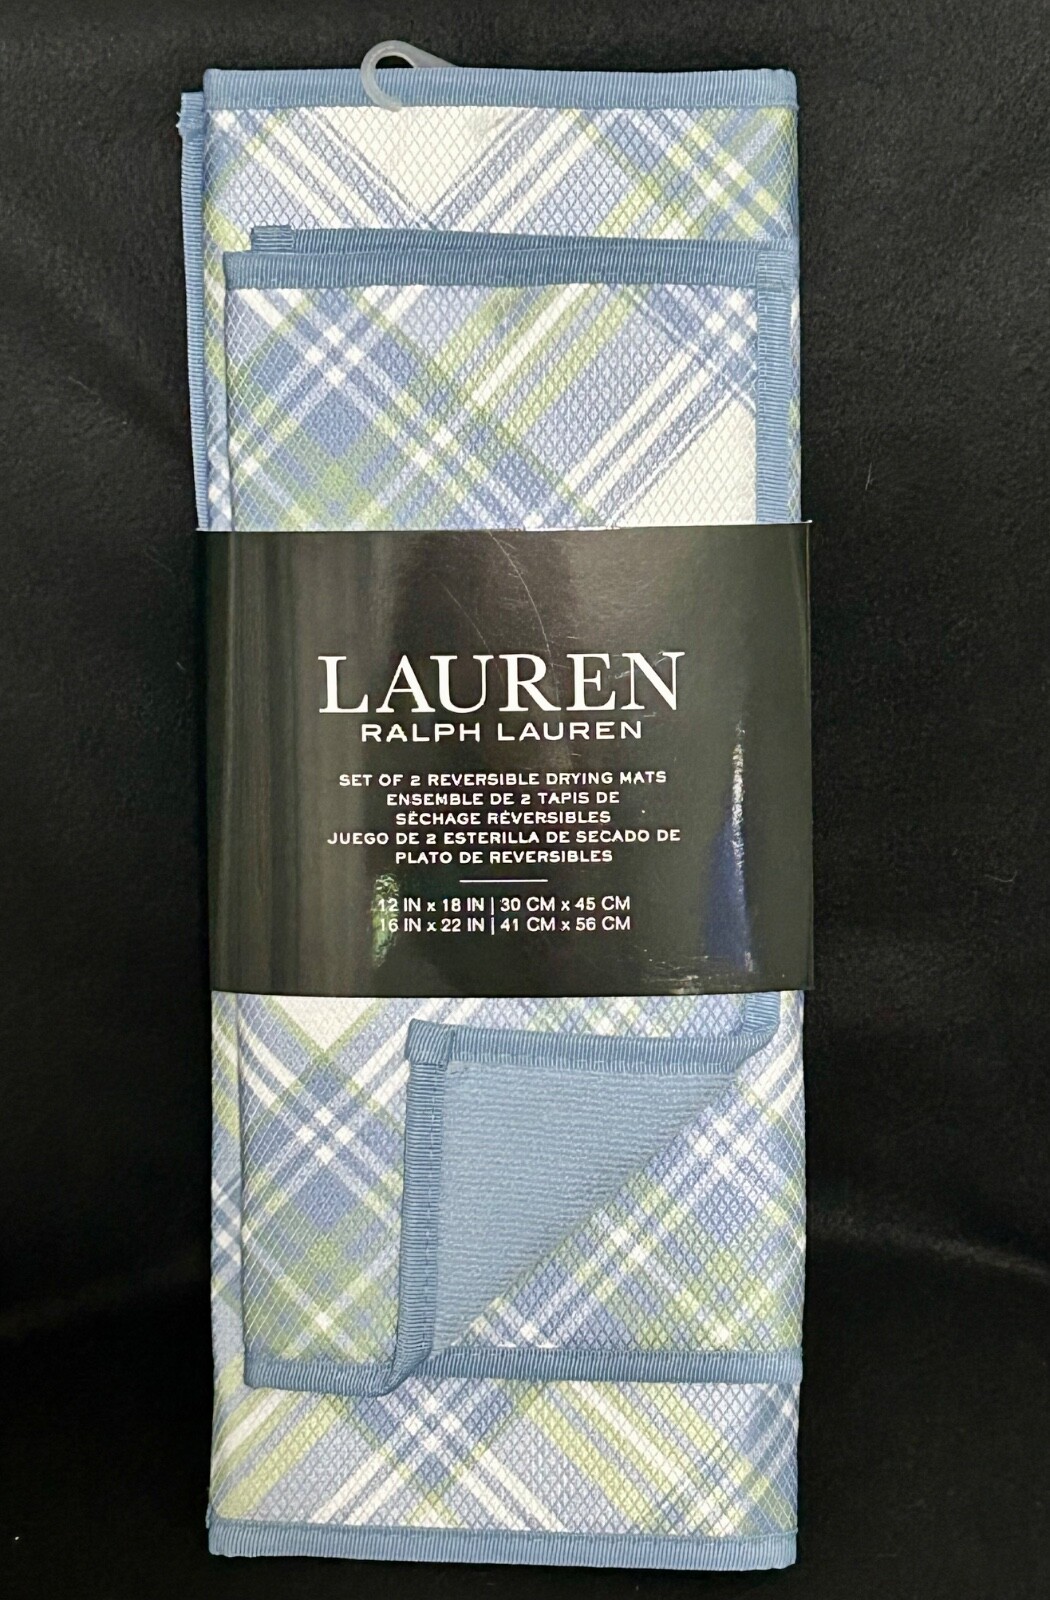 LAUREN
RALPH LAUREN
SET OF 2 REVERSIBLE DRYING MATS
ENSEMBLE DE 2 TAPIS DE
SÉCHAGE RÉVERSIBLES
JUEGO DE 2 ESTERILLA DE SECADO DE
PLATO DE REVERSIBLES
12 IN x 18 IN | 30 CM x 45 CM
16 IN x 22 IN | 41 CM x 56 CM